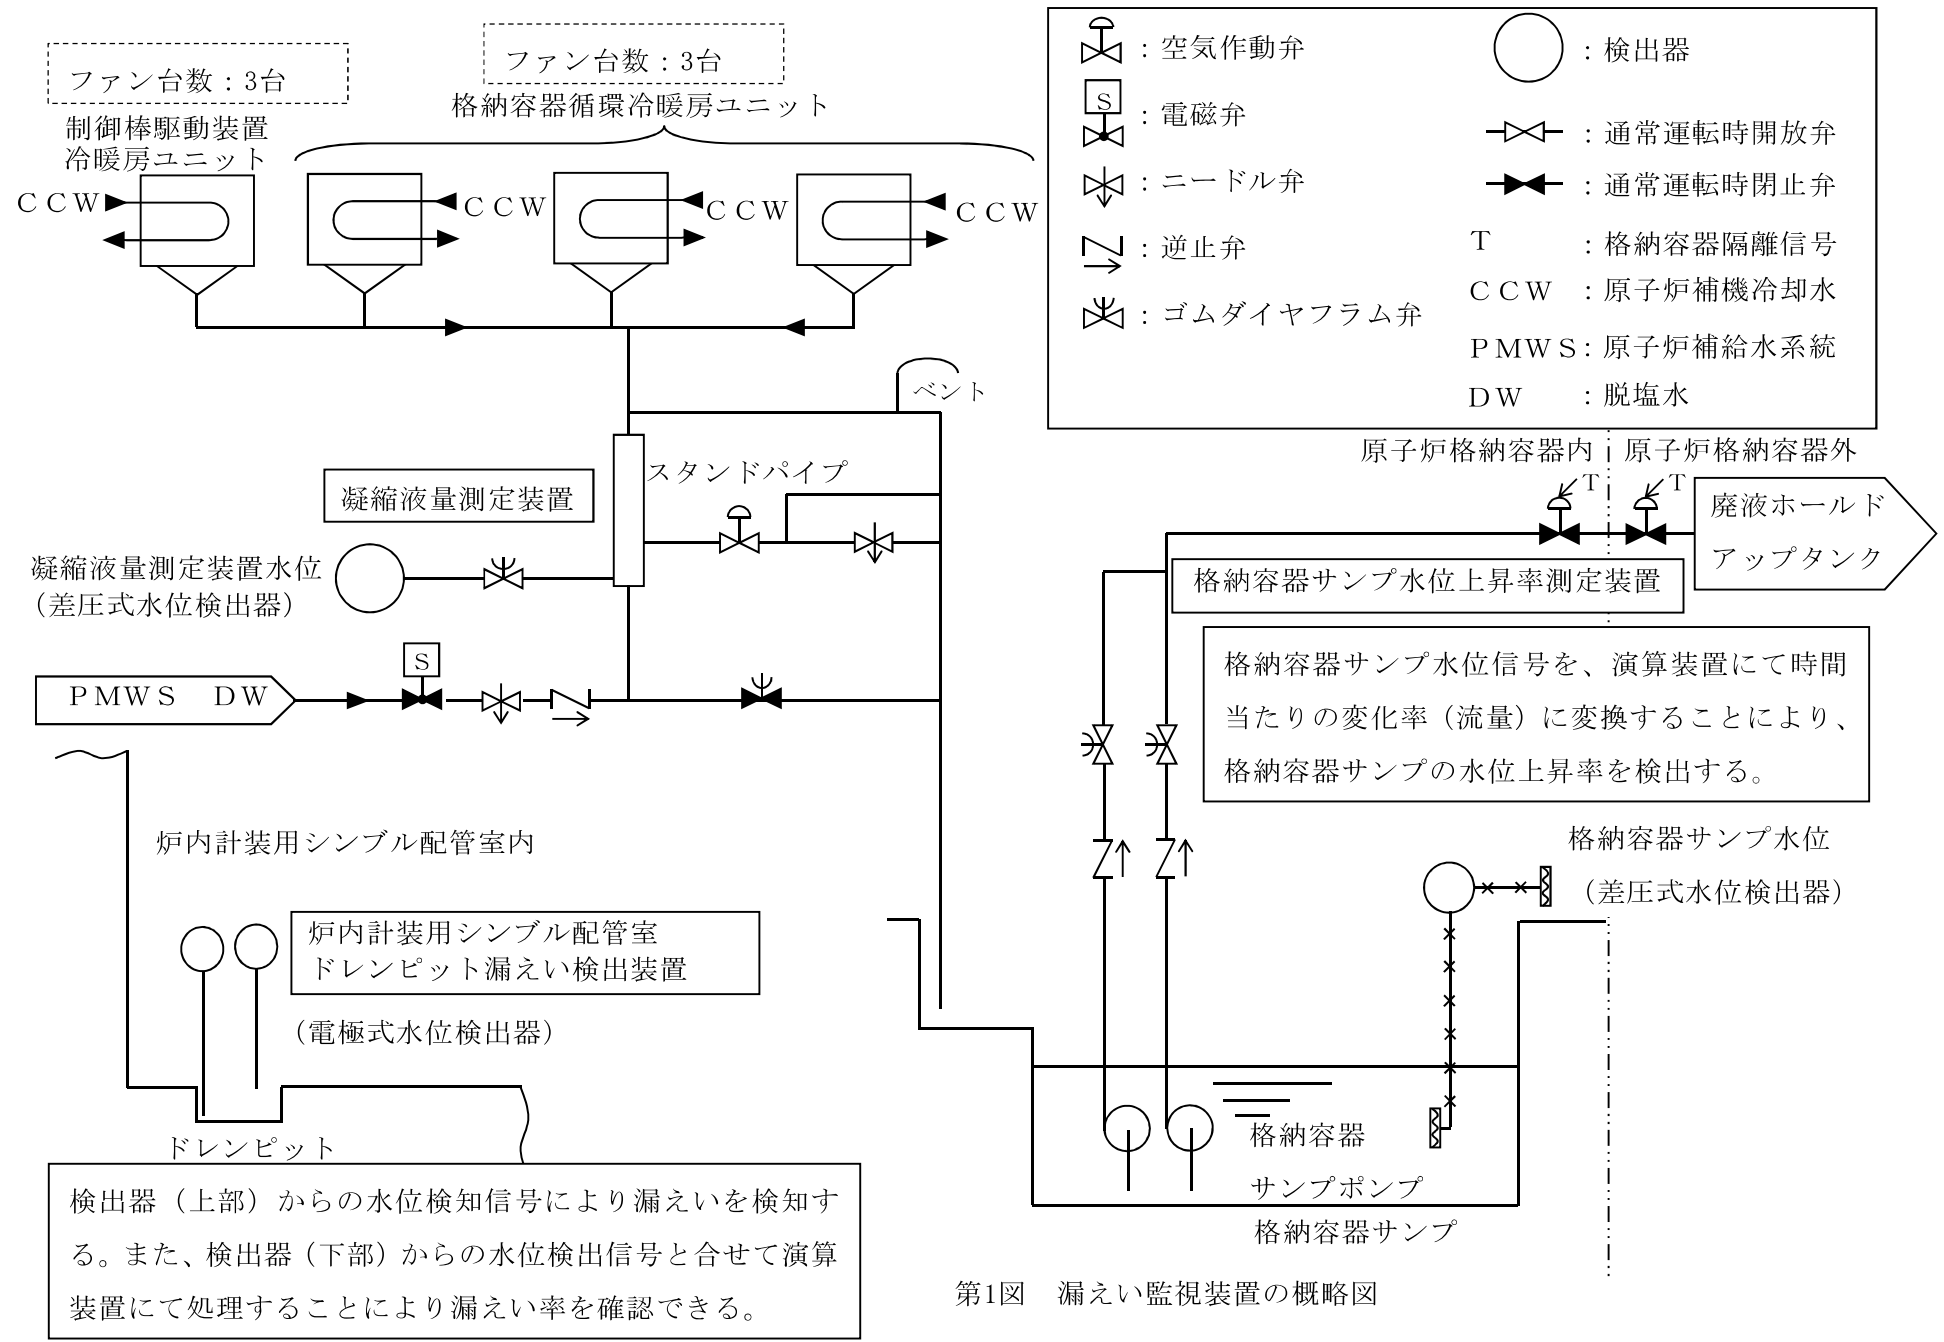 ファン台数：3台
制御棒駆動装置
冷暖房ユニット
ファン台数：3台
格納容器循環冷暖房ユニット
ＣＣＷ
ＣＣＷ
ＣＣＷ
ＣＣＷ
：空気作動弁
S
：電磁弁
：ニードル弁
：逆止弁
：ゴムダイヤフラム弁
：検出器
：通常運転時開放弁
：通常運転時閉止弁
Ｔ　：格納容器隔離信号
ＣＣＷ　：原子炉補機冷却水
ＰＭＷＳ：原子炉補給水系統
ＤＷ　：脱塩水
ベント
スタンドパイプ
凝縮液量測定装置
凝縮液量測定装置水位
（差圧式水位検出器）
S
ＰＭＷＳ　ＤＷ
原子炉格納容器内　原子炉格納容器外
Ｔ
Ｔ
廃液ホールド
アップタンク
格納容器サンプ水位上昇率測定装置
格納容器サンプ水位信号を、演算装置にて時間
当たりの変化率（流量）に変換することにより、
格納容器サンプの水位上昇率を検出する。
炉内計装用シンブル配管室内
炉内計装用シンブル配管室
ドレンピット漏えい検出装置
（電極式水位検出器）
ドレンピット
検出器（上部）からの水位検知信号により漏えいを検知す
る。また、検出器（下部）からの水位検出信号と合せて演算
装置にて処理することにより漏えい率を確認できる。
格納容器サンプ水位
（差圧式水位検出器）
格納容器
サンプポンプ
格納容器サンプ
第1図　漏えい監視装置の概略図